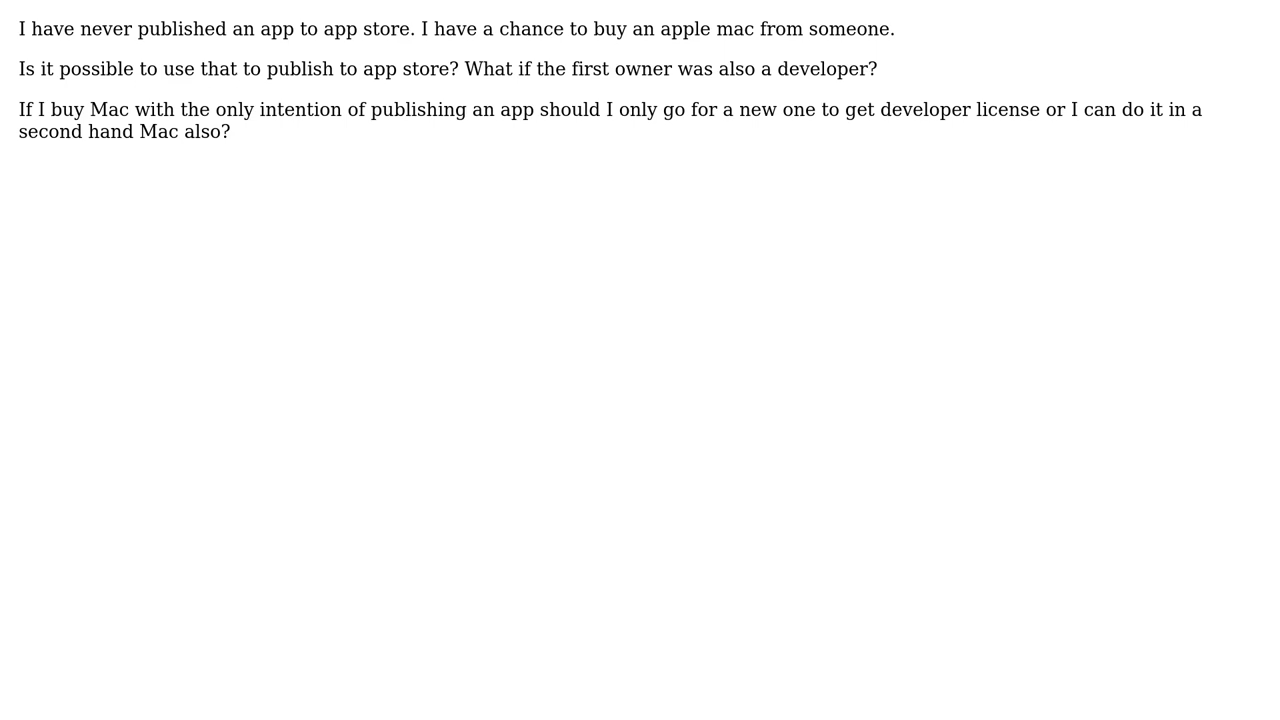 I have never published an app to app store. I have a chance to buy an apple mac from someone.
Is it possible to use that to publish to app store? What if the first owner was also a developer?
If I buy Mac with the only intention of publishing an app should I only go for a new one to get developer license or I can do it in a
second hand Mac also?